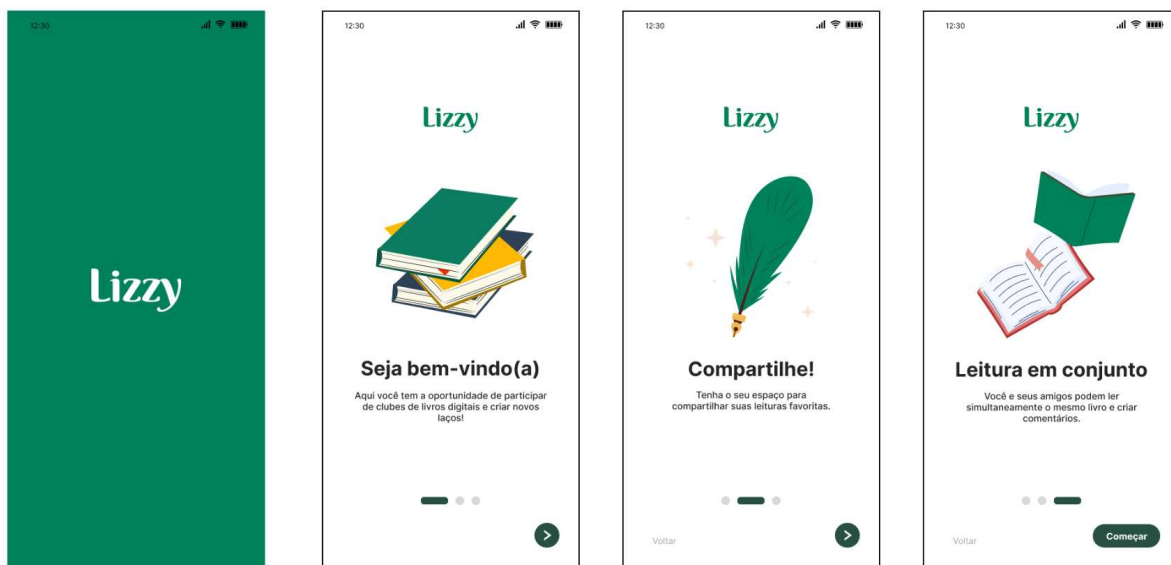 12:30
Lizzy
12:30
Lizzy
Seja bem-vindo(a)
Aqui você tem a oportunidade de participar
de clubes de livros digitais e criar novos
laços!
12:30
Lizzy
Compartilhe!
Tenha o seu espaço para
compartilhar suas leituras favoritas.
Voltar
12:30
Lizzy
Leitura em conjunto
Você e seus amigos podem ler
simultaneamente o mesmo livro e criar
comentários.
Voltar
Começar